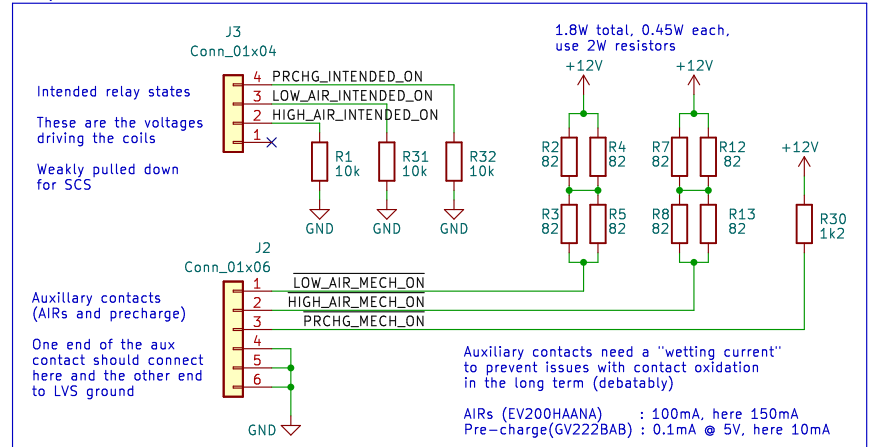 1.8W total, 0.45W each,
use 2W resistors
J3
Conn_01x04
+12V
+12V
4 PRCHG_INTENDED_ON
3 LOW_AIR_INTENDED_ON
2 HIGH_AIR_INTENDED_ON
1
Intended relay states
These are the voltages
driving the coils
Weakly pulled down
for SCS
R1
10k
R31
10k
R32
10k
GND
GND
GND
R2
82
R4
82
R7
82
R12
82
+12V
R3
82
R5
82
R8
82
R13
82
R30
1k2
J2
Conn_01x06
1 LOW_AIR_MECH_ON
2 HIGH_AIR_MECH_ON
3 PRCHG_MECH_ON
4
5
6
GND
Auxillary contacts
(AIRs and precharge)
One end of the aux
contact should connect
here and the other end
to LVS ground
Auxiliary contacts need a "wetting current"
to prevent issues with contact oxidation
in the long term (debatably)
AIRs (EV200HAANA) : 100mA, here 150mA
Pre-charge(GV222BAB) : 0.1mA @ 5V, here 10mA